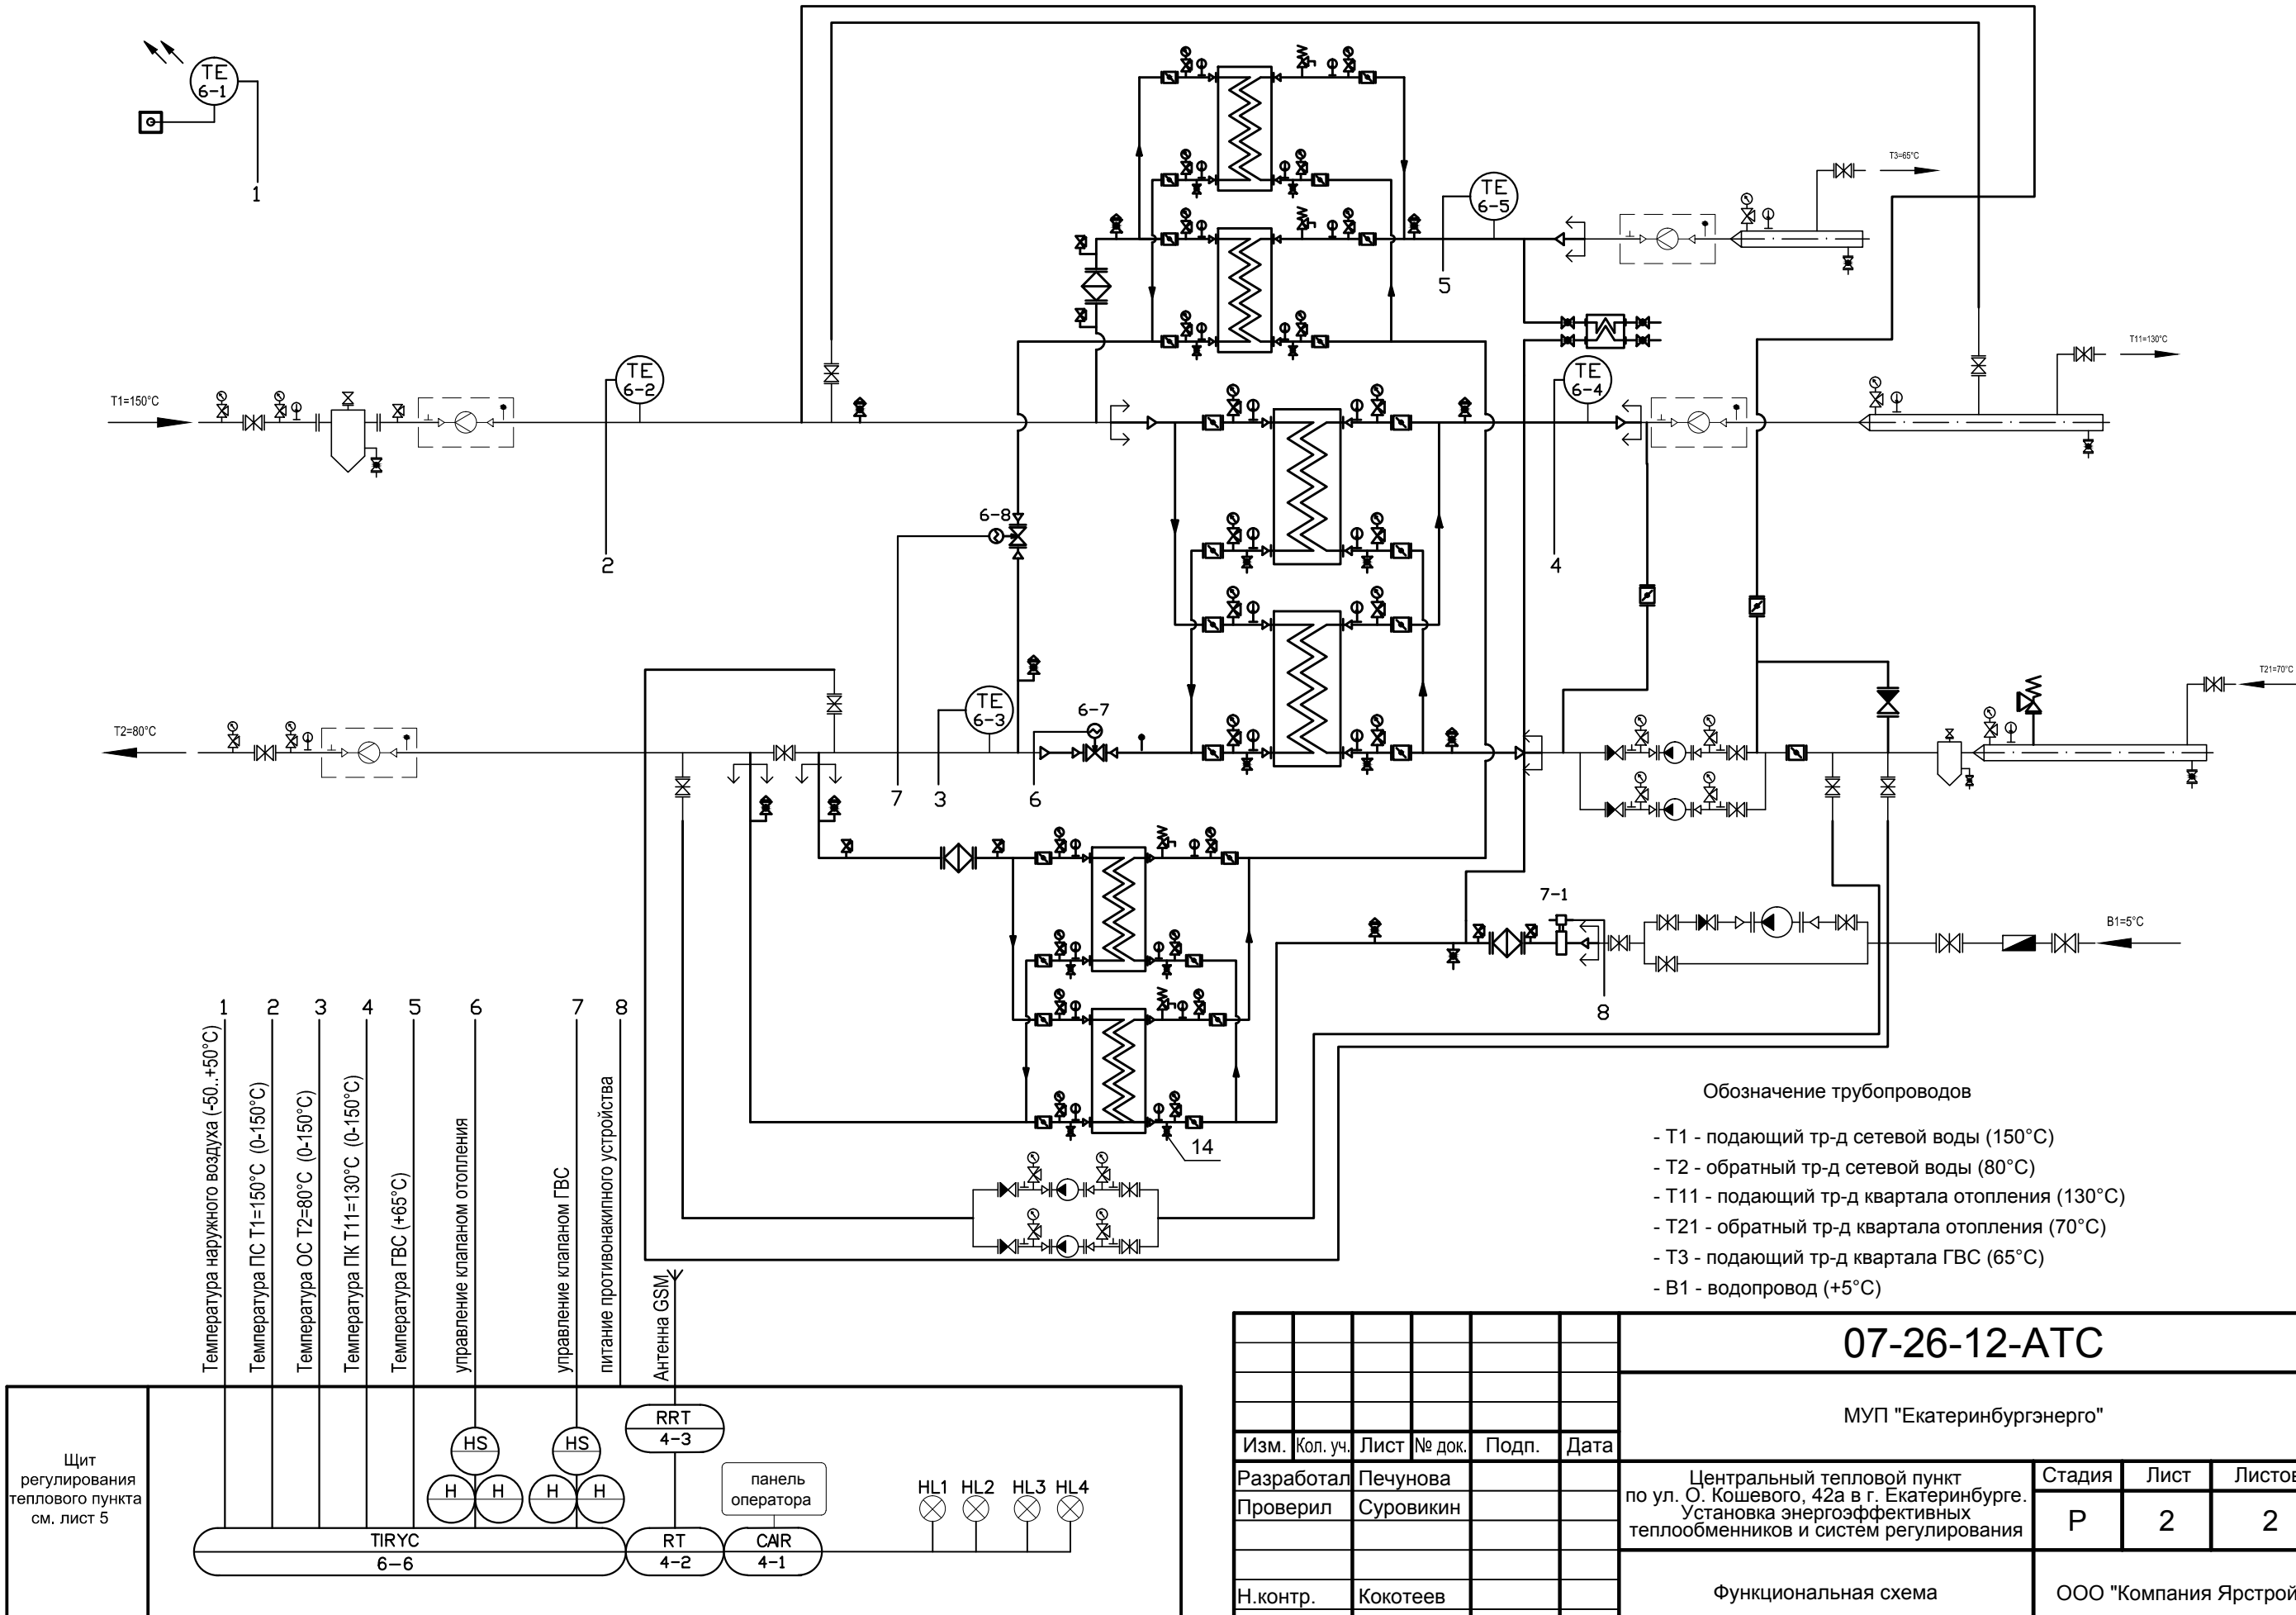 TE
6-1
1
T3=65°C
TE
6-5
5
TE
6-2
T1=150°C
2
TE
6-4
4
T11=130°C
6-8
T21=70°C
T2=80°C
TE
6-3
6-7
7
3
6
7-1
8
B1=5°C
14
1
2
3
4
5
6
7
8
Температура наружного воздуха (-50..+50°С)
Температура ПС Т1=150°С (0-150°С)
Температура ОС Т2=80°С (0-150°С)
Температура ПК Т11=130°С (0-150°С)
Температура ГВС (+65°С)
управление клапаном отопления
управление клапаном ГВС
питание противонакипного устройства
Антенна GSM
Обозначение трубопроводов
- Т1 - подающий тр-д сетевой воды (150°С)
- Т2 - обратный тр-д сетевой воды (80°С)
- Т11 - подающий тр-д квартала отопления (130°С)
- Т21 - обратный тр-д квартала отопления (70°С)
- Т3 - подающий тр-д квартала ГВС (65°С)
- В1 - водопровод (+5°С)
Щит
регулирования
теплового пункта
см. лист 5
HS
H H
HS
H H
RRT
4-3
TIRYC
6-6
RT
4-2
CAIR
4-1
панель
оператора
HL1 HL2 HL3 HL4
07-26-12-АТС
МУП "Екатеринбургэнерго"
Изм. Кол. уч. Лист № док. Подп. Дата
Разработал Печунова
Проверил Суровикин
Н.контр. Кокотеев
Центральный тепловой пункт
по ул. О. Кошевого, 42а в г. Екатеринбурге.
Установка энергоэффективных
теплообменников и систем регулирования
Стадия Лист Листов
Р 2 2
Функциональная схема
ООО "Компания Ярстрой